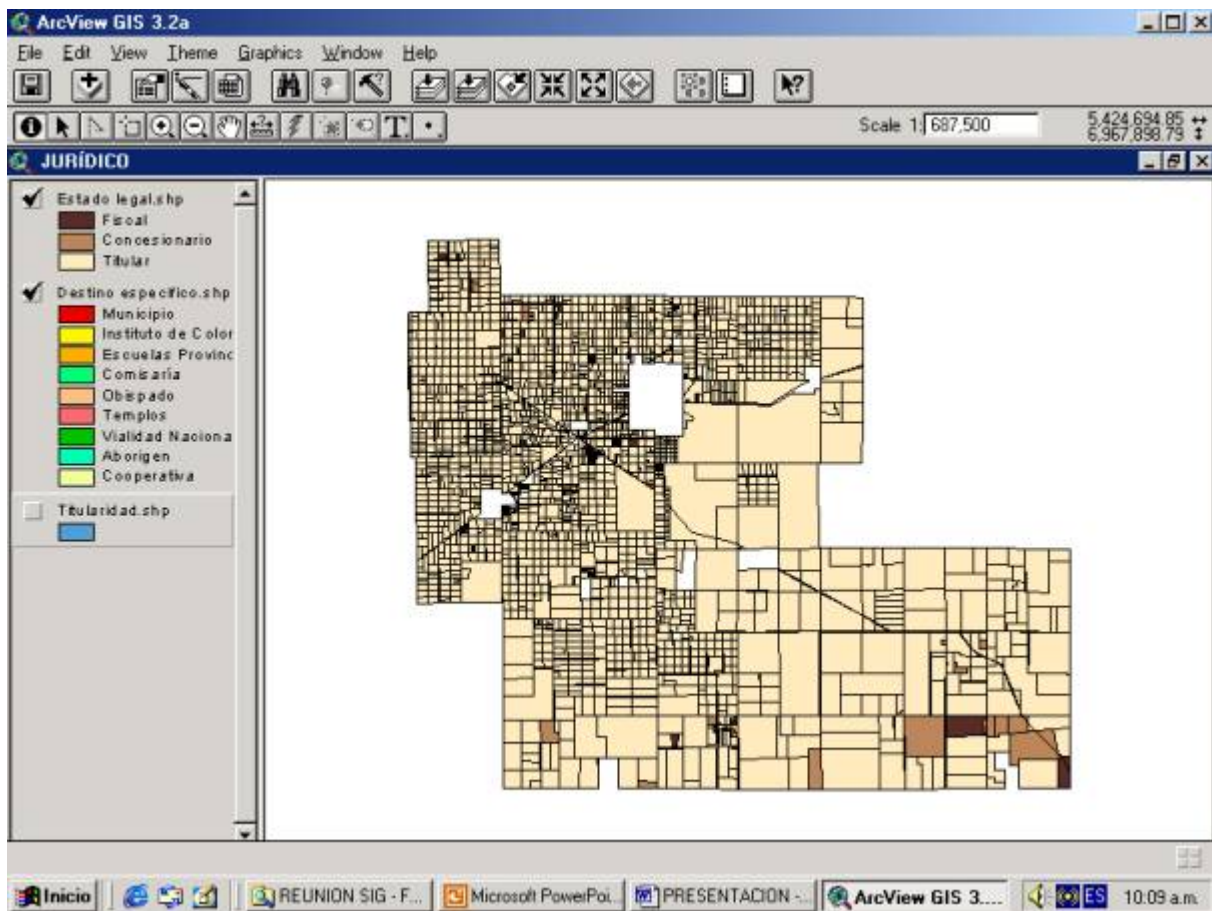 ArcView GIS 3.2a
File Edit View Theme Graphics Window Help
Scale 1: 687,500
5,424,694.85
6,967,898.79
JURÍDICO
Estado legal.shp
Fiscal
Concesionario
Titular
Destino específico.shp
Municipio
Instituto de Color
Escuelas Provinc
Comisaría
Obispado
Templos
Vialidad Naciona
Aborigen
Cooperativa
Titularidad.shp
Inicio
REUNION SIG - F...
Microsoft PowerPoi...
PRESENTACION -...
ArcView GIS 3....
ES
10:09 a.m.